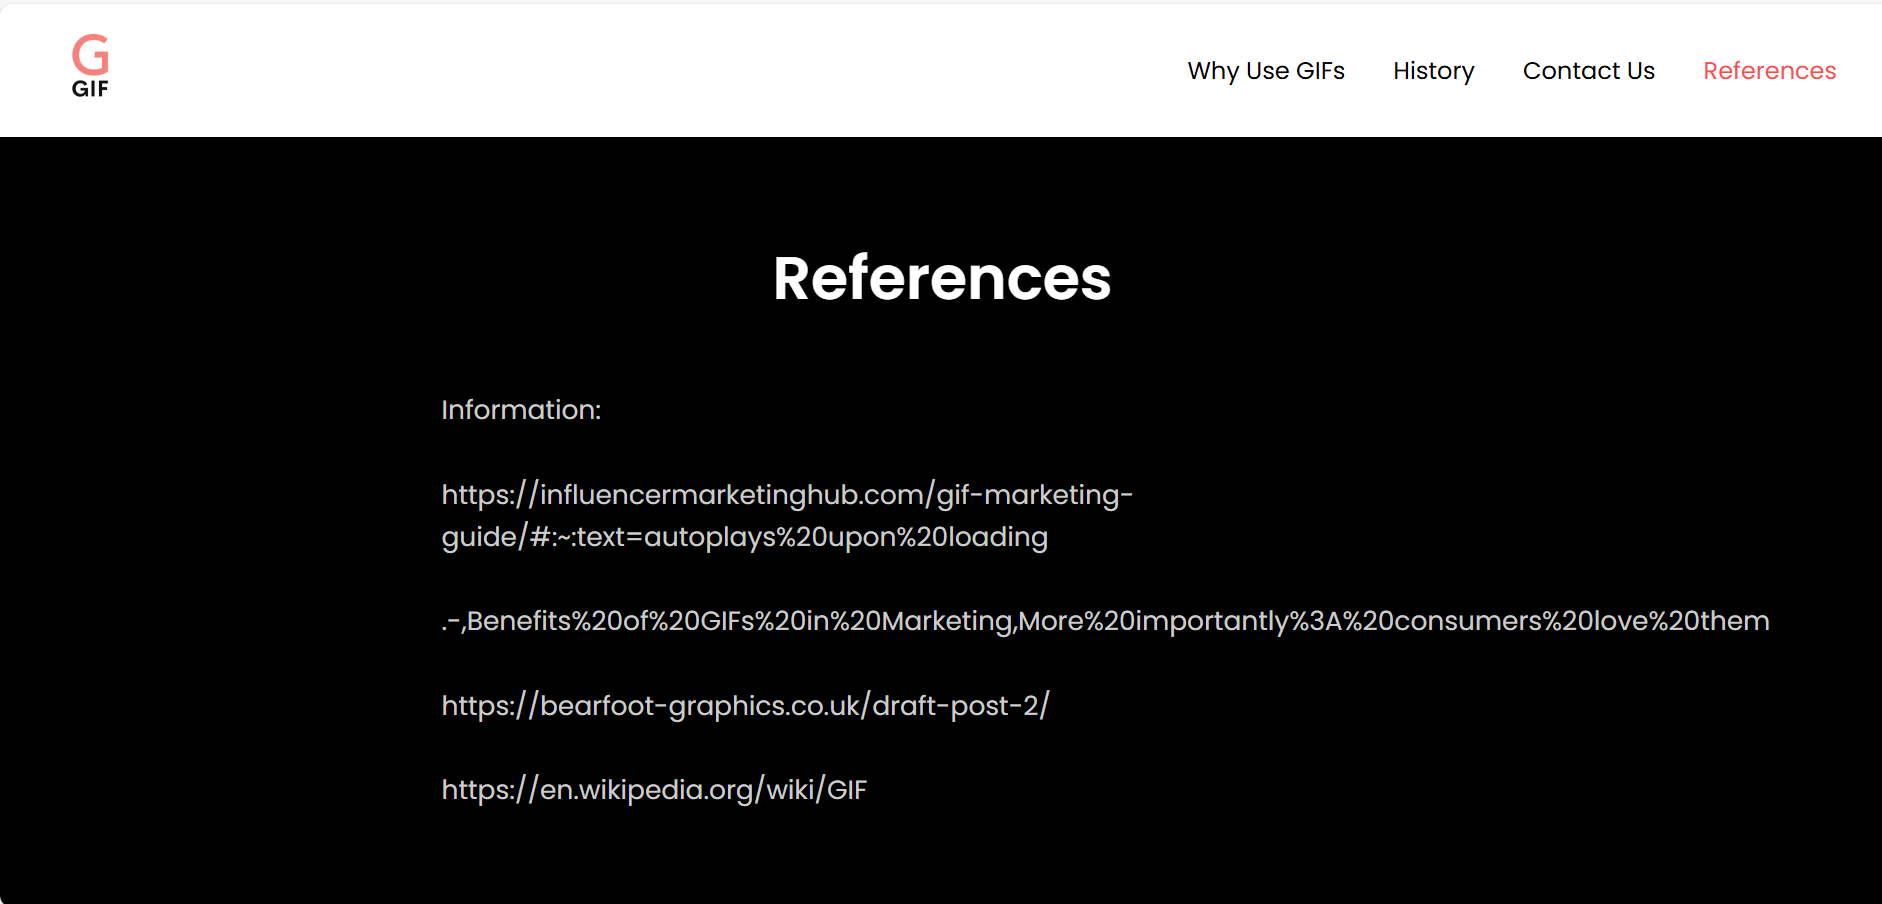 G
GIF
Why Use GIFs
History
Contact Us
References
References
Information:
https://influencermarketinghub.com/gif-marketing-
guide/#:~:text=autoplays%20upon%20loading
.-,Benefits%20of%20GIFs%20in%20Marketing,More%20importantly%3A%20consumers%20love%20them
https://bearfoot-graphics.co.uk/draft-post-2/
https://en.wikipedia.org/wiki/GIF